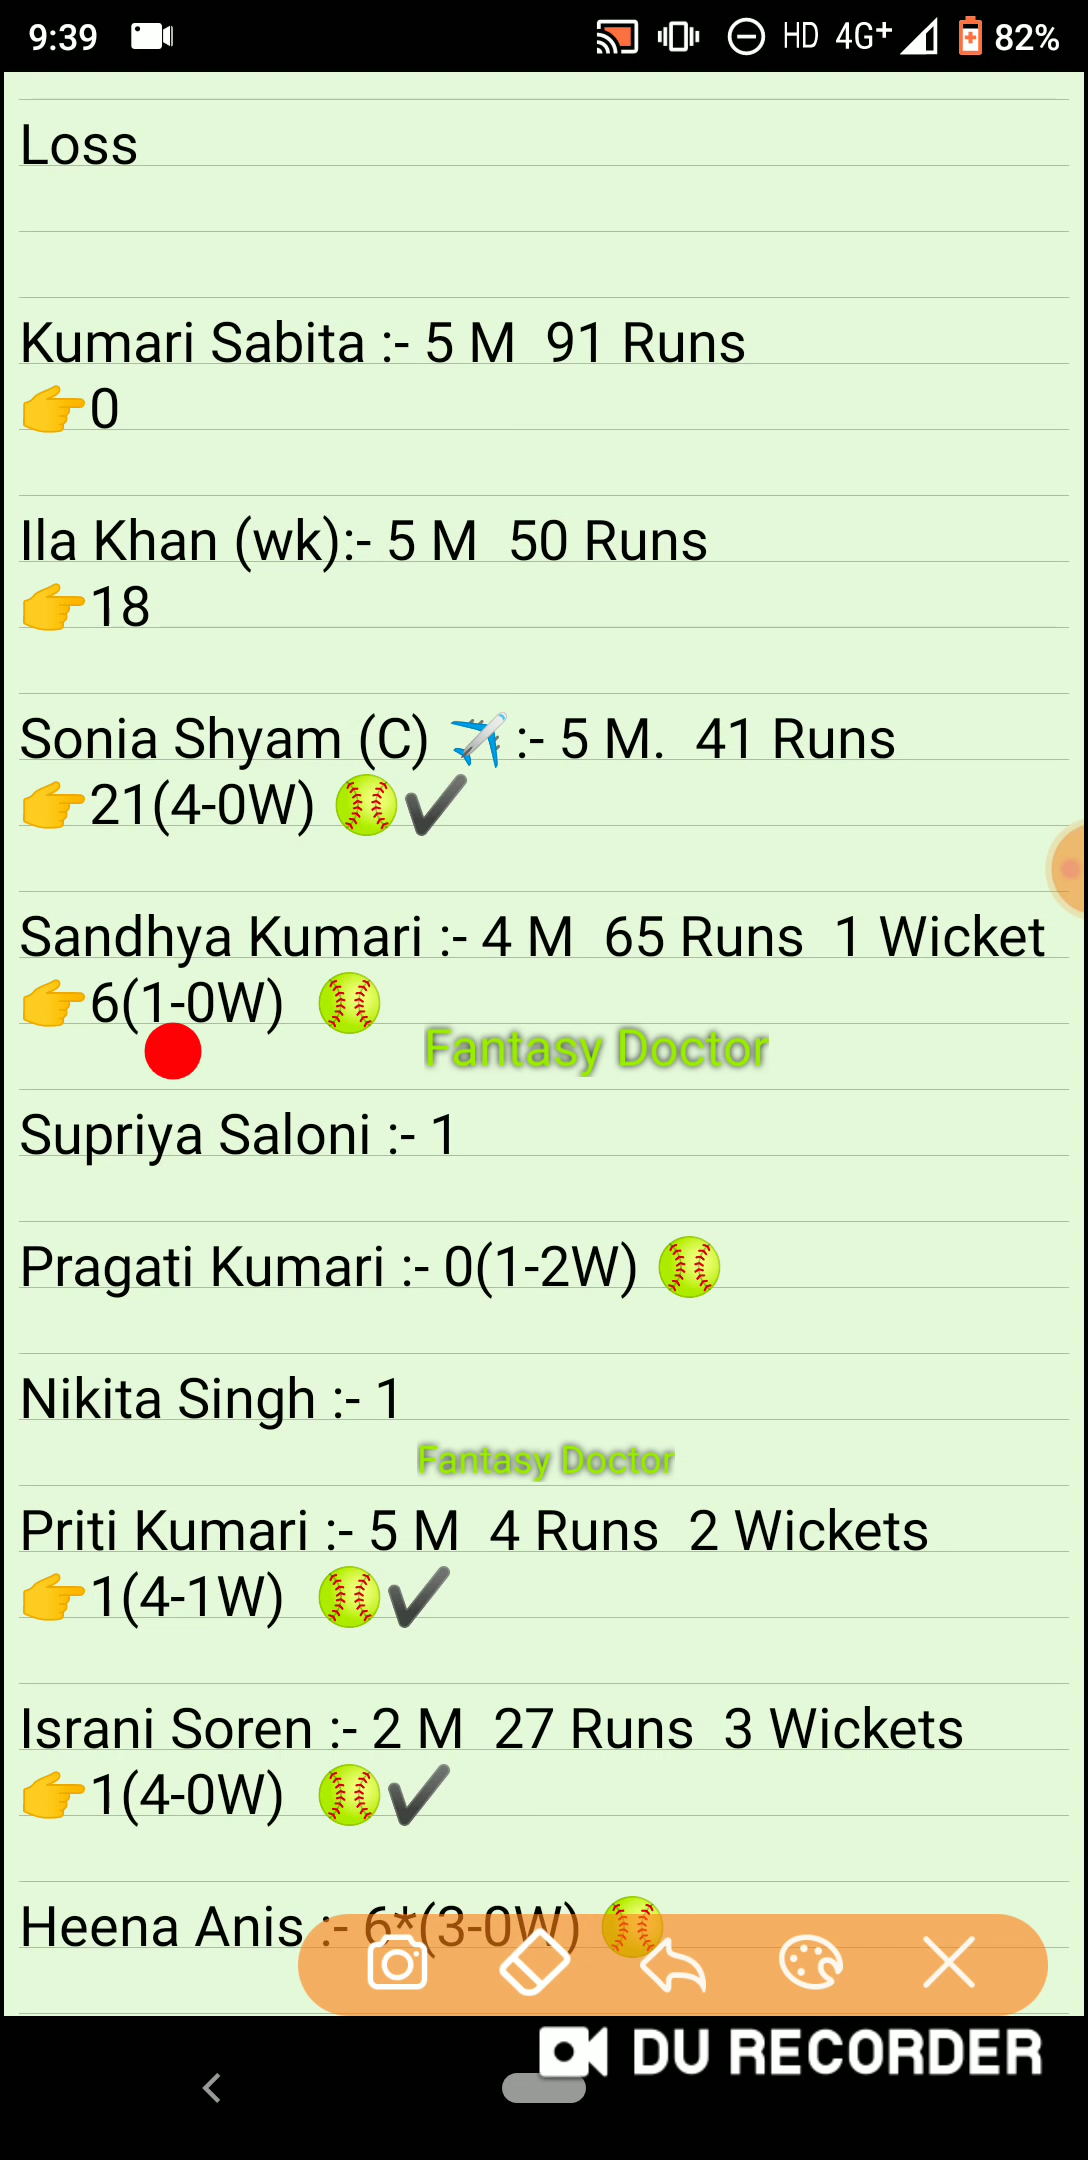 9:39 HD 4G+ 82%
Loss
Kumari Sabita :- 5 M 91 Runs
👉0
Ila Khan (wk):- 5 M 50 Runs
👉18
Sonia Shyam (C) ✈️ :- 5 M. 41 Runs
👉21(4-0W) 🥎✔️
Sandhya Kumari :- 4 M 65 Runs 1 Wicket
👉6(1-0W) 🥎
Fantasy Doctor
Supriya Saloni :- 1
Pragati Kumari :- 0(1-2W) 🥎
Nikita Singh :- 1
Fantasy Doctor
Priti Kumari :- 5 M 4 Runs 2 Wickets
👉1(4-1W) 🥎✔️
Israni Soren :- 2 M 27 Runs 3 Wickets
👉1(4-0W) 🥎✔️
Heena Anis :- 6*(3-0W) 🥎
DU RECORDER